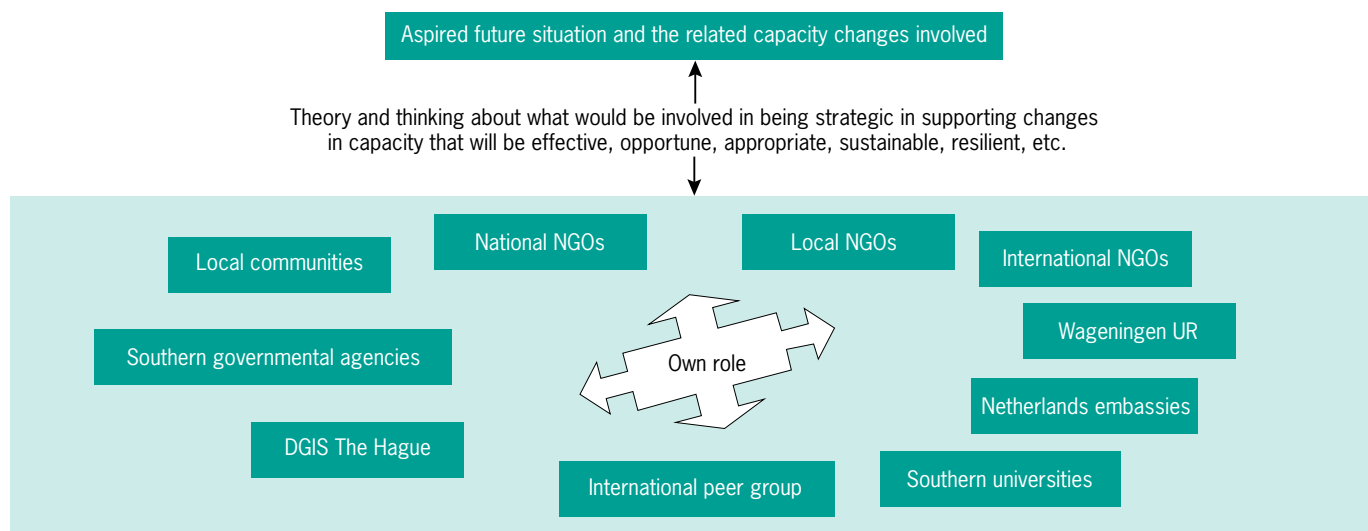 Aspired future situation and the related capacity changes involved
Theory and thinking about what would be involved in being strategic in supporting changes
in capacity that will be effective, opportune, appropriate, sustainable, resilient, etc.
National NGOs
Local NGOs
Local communities
International NGOs
Southern governmental agencies
Own role
Wageningen UR
Netherlands embassies
DGIS The Hague
International peer group
Southern universities